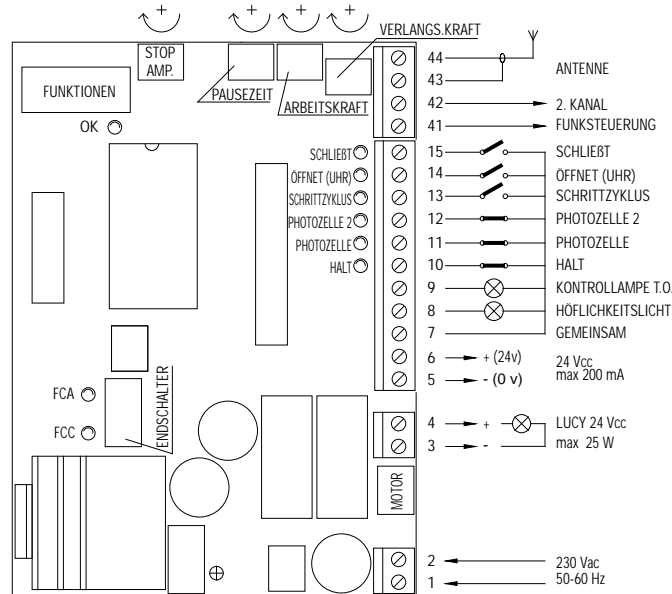 + + + +
VERLANGS.KRAFT
STOP
AMP.
FUNKTIONEN
PAUSEZEIT
ARBEITSKRAFT
OK
44
43 ANTENNE
42 2. KANAL
41 FUNKSTEUERUNG
SCHLIEßT 15 SCHLIEßT
ÖFFNET (UHR) 14 ÖFFNET (UHR)
SCHRITTZYKLUS 13 SCHRITTZYKLUS
PHOTOZELLE 2 12 PHOTOZELLE 2
PHOTOZELLE 11 PHOTOZELLE
HALT 10 HALT
9 KONTROLLAMPE T.O.
8 HÖFLICHKEITSLICHT
7 GEMEINSAM
6 + (24v) 24 Vcc
5 - (0 v) max 200 mA
FCA
FCC
ENDSCHALTER
4 + LUCY 24 Vcc
3 - max 25 W
MOTOR
2 230 Vac
1 50-60 Hz